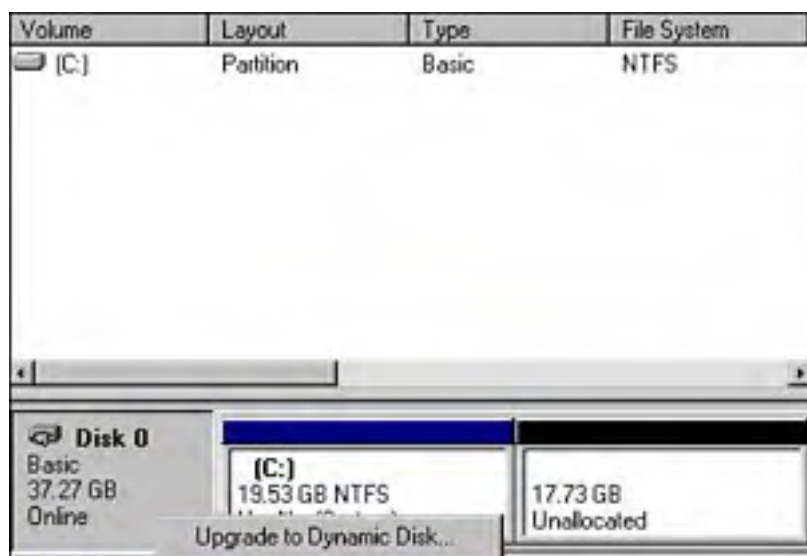 Volume Layout Type File System
(C:) Partition Basic NTFS
Disk 0
Basic
37.27 GB
Online
(C:)
19.53 GB NTFS
17.73 GB
Unallocated
Upgrade to Dynamic Disk...